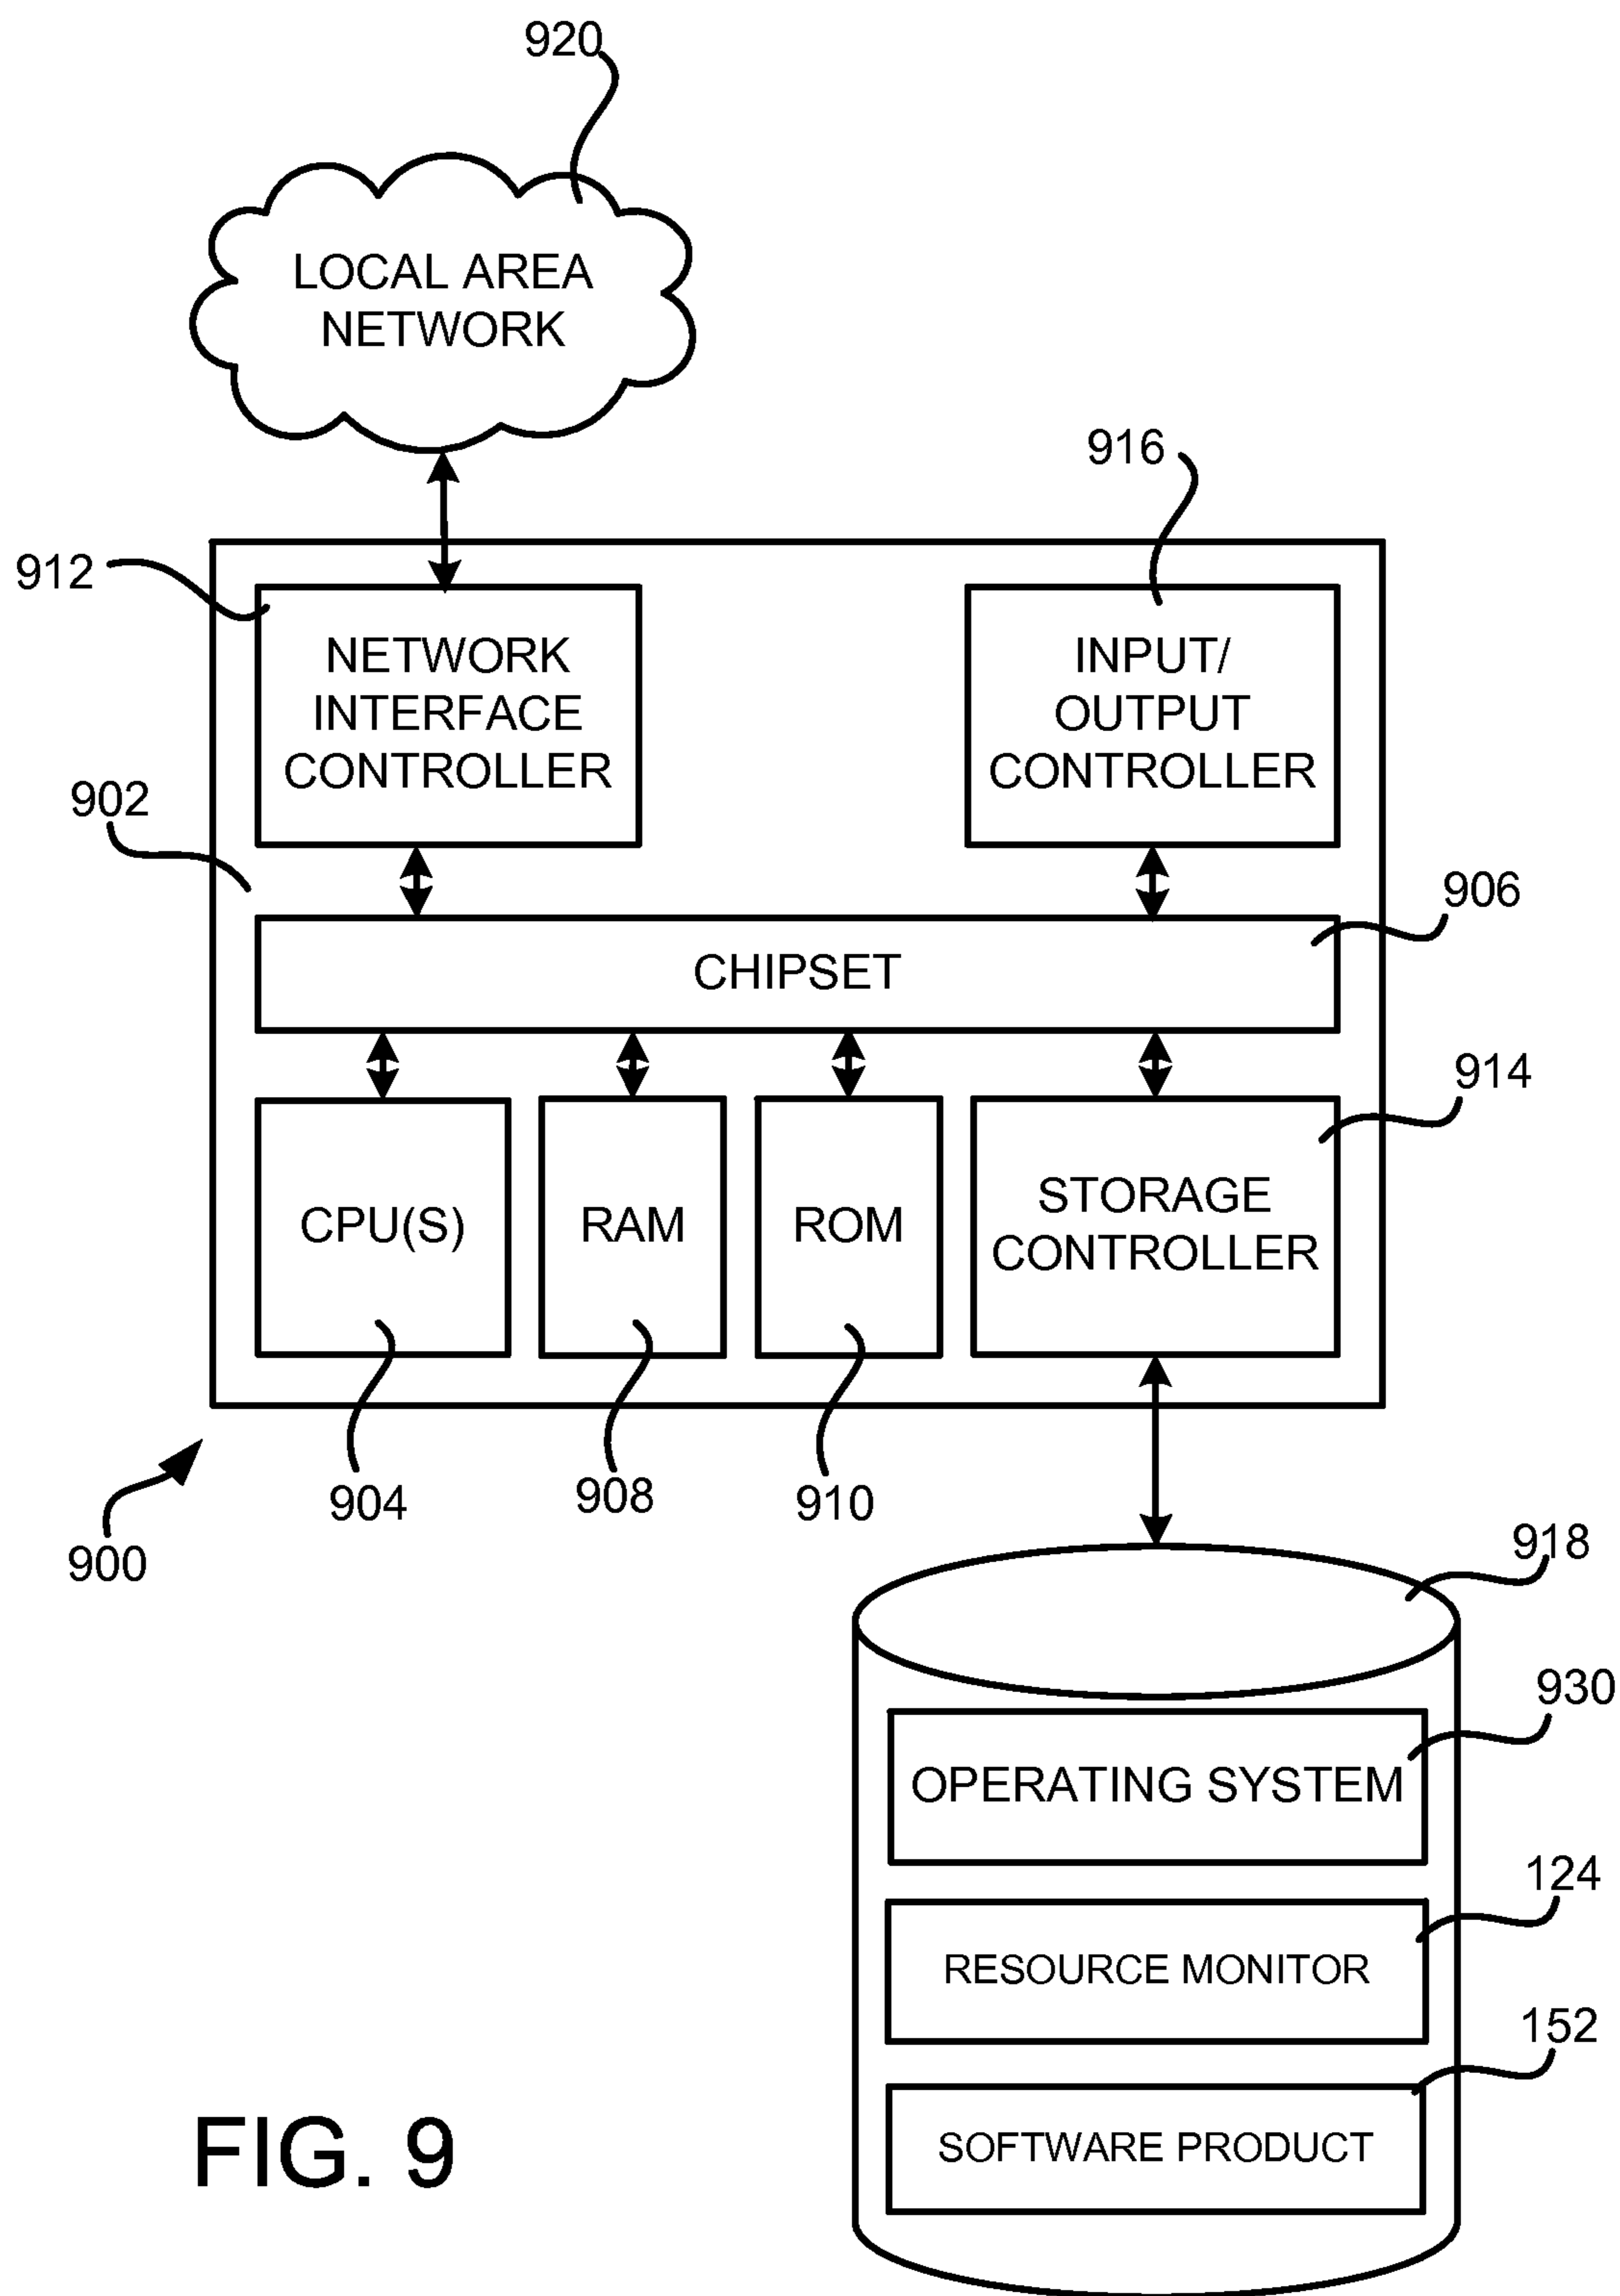 920
LOCAL AREA
NETWORK
916
912
NETWORK
INTERFACE
CONTROLLER
INPUT/
OUTPUT
CONTROLLER
902
906
CHIPSET
914
CPU(S)
RAM
ROM
STORAGE
CONTROLLER
904
908
910
900
918
930
OPERATING SYSTEM
124
RESOURCE MONITOR
152
SOFTWARE PRODUCT
FIG. 9